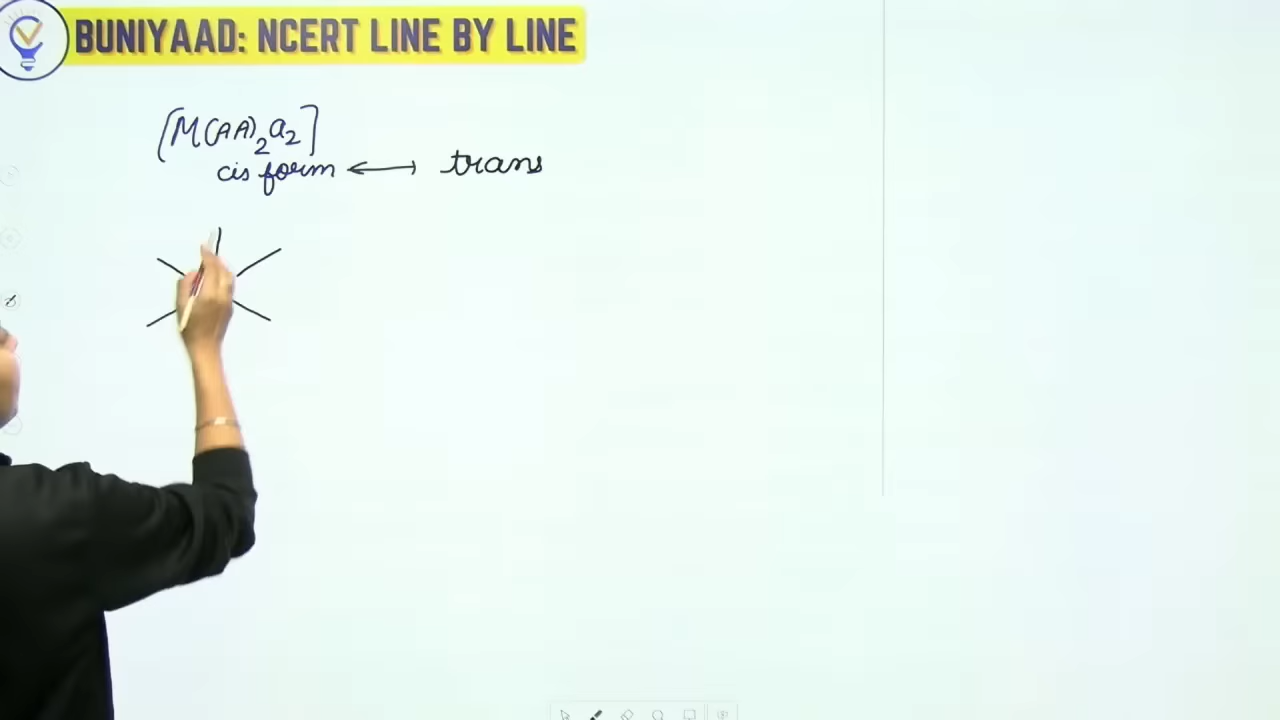 BUNIYAAD: NCERT LINE BY LINE
[M(AA)₂a₂]
cis form ⟷ trans